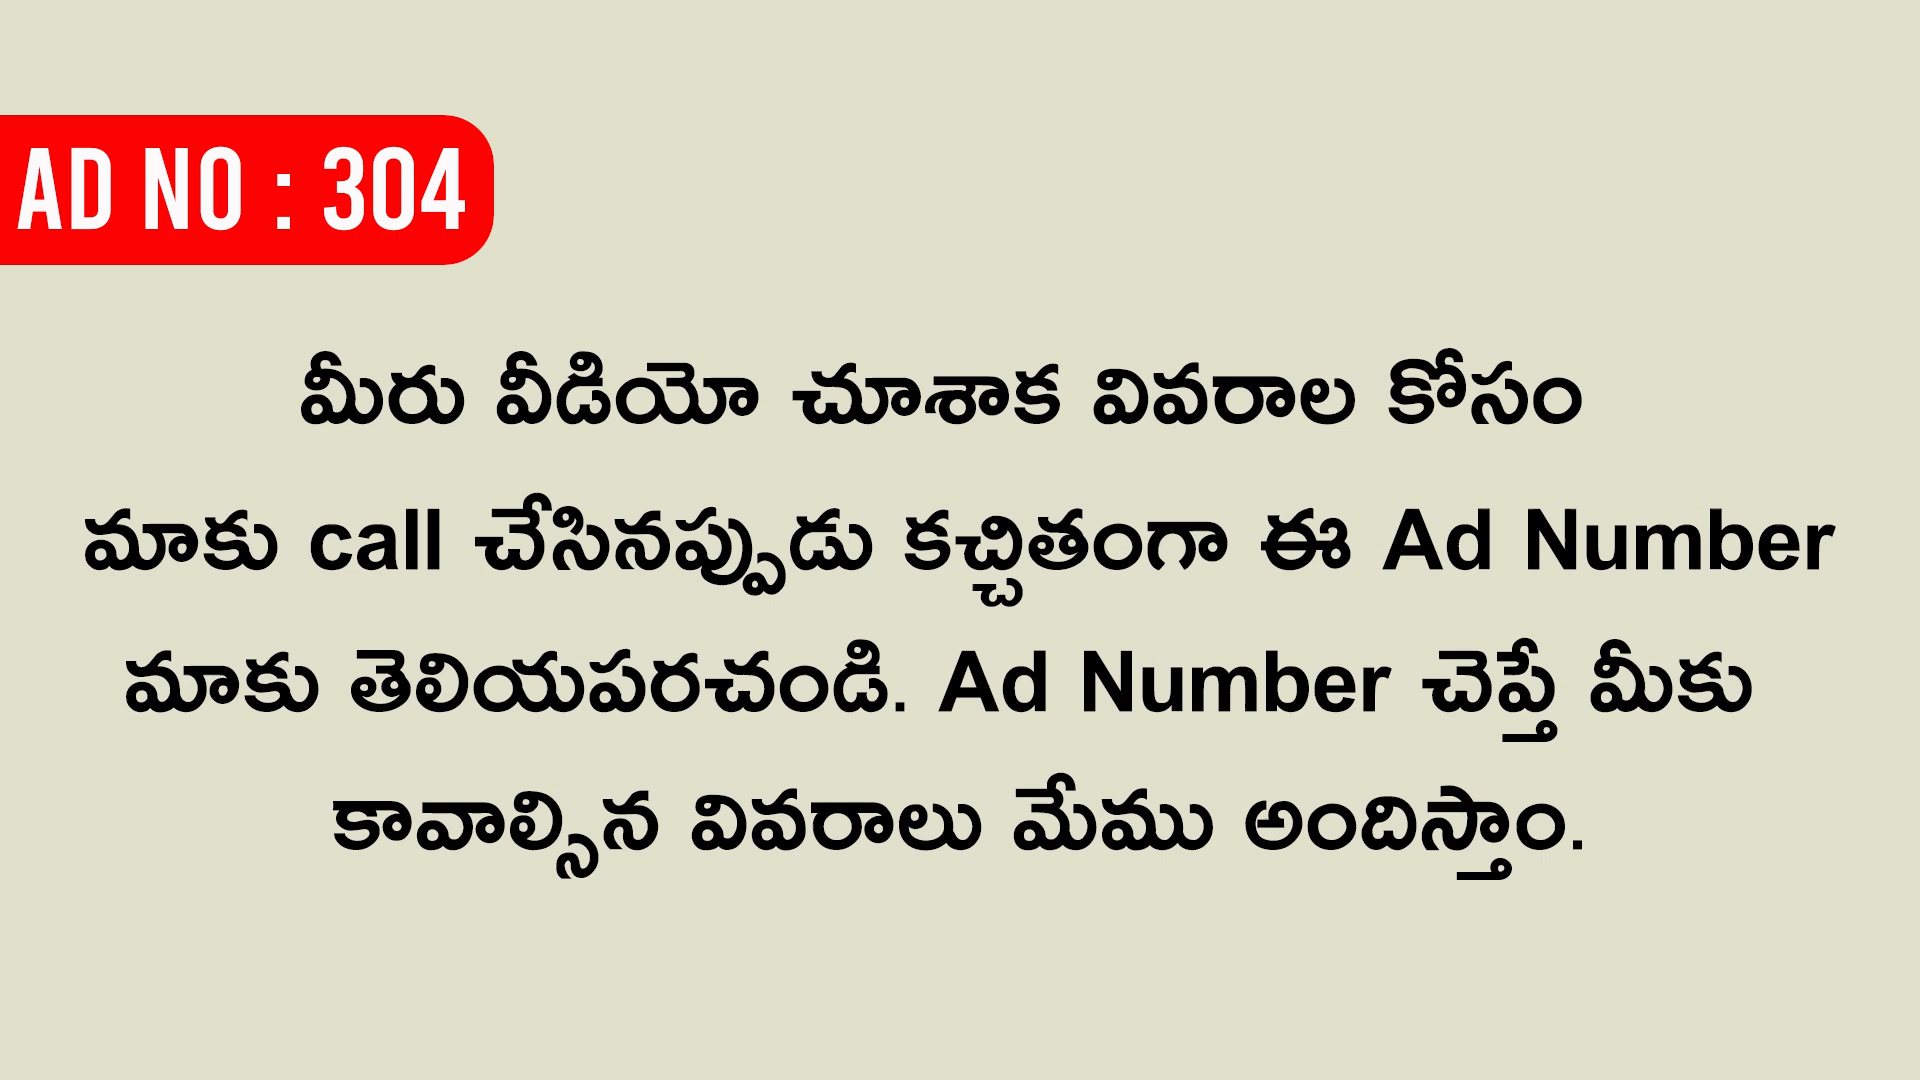 AD NO : 304
మీరు వీడియో చూశాక వివరాల కోసం
మాకు call చేసినప్పుడు కచ్చితంగా ఈ Ad Number
మాకు తెలియపరచండి. Ad Number చెప్తే మీకు
కావాల్సిన వివరాలు మేము అందిస్తాం.